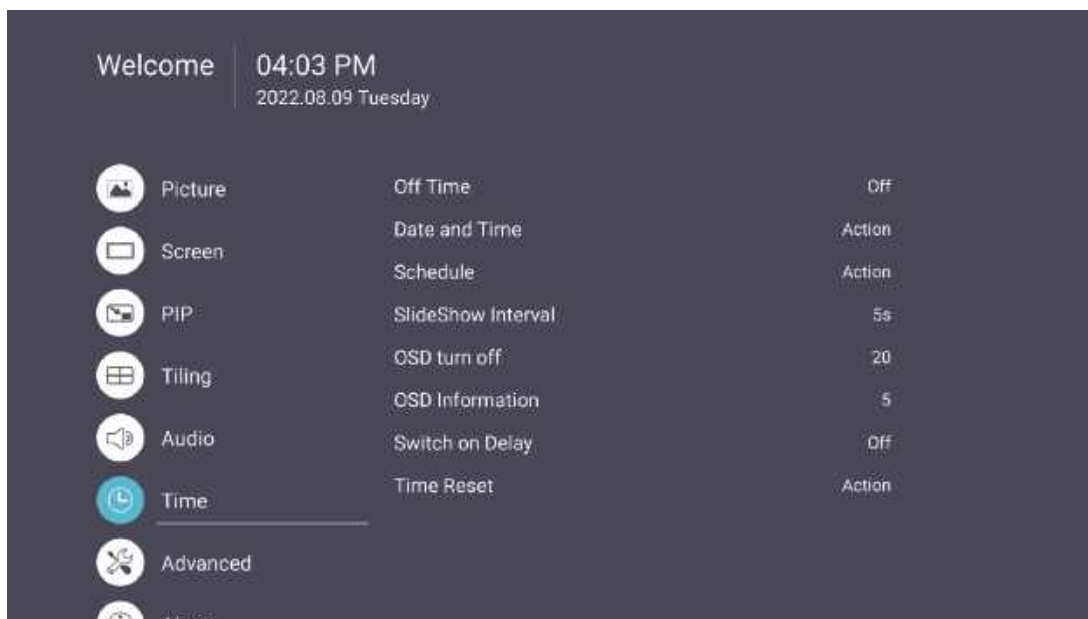 Welcome
04:03 PM
2022.08.09 Tuesday
Picture
Screen
PIP
Tiling
Audio
Time
Advanced
Off Time Off
Date and Time Action
Schedule Action
SlideShow Interval 5s
OSD turn off 20
OSD Information 5
Switch on Delay Off
Time Reset Action